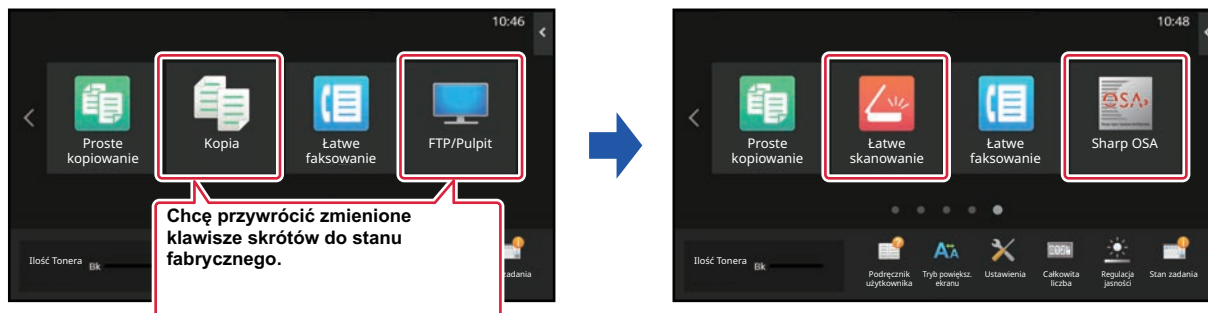 10:46
Proste
kopiowanie
Kopia
Łatwe
faksowanie
FTP/Pulpit
Chcę przywrócić zmienione
klawisze skrótów do stanu
fabrycznego.
Ilość Tonera
Bk
zadania
10:48
Proste
kopiowanie
Łatwe
skanowanie
Łatwe
faksowanie
OSA
Sharp OSA
Ilość Tonera
Bk
Podręcznik
użytkownika
Tryb powiększ.
ekranu
Ustawienia
Całkowita
liczba
Regulacja
jasności
Stan zadania